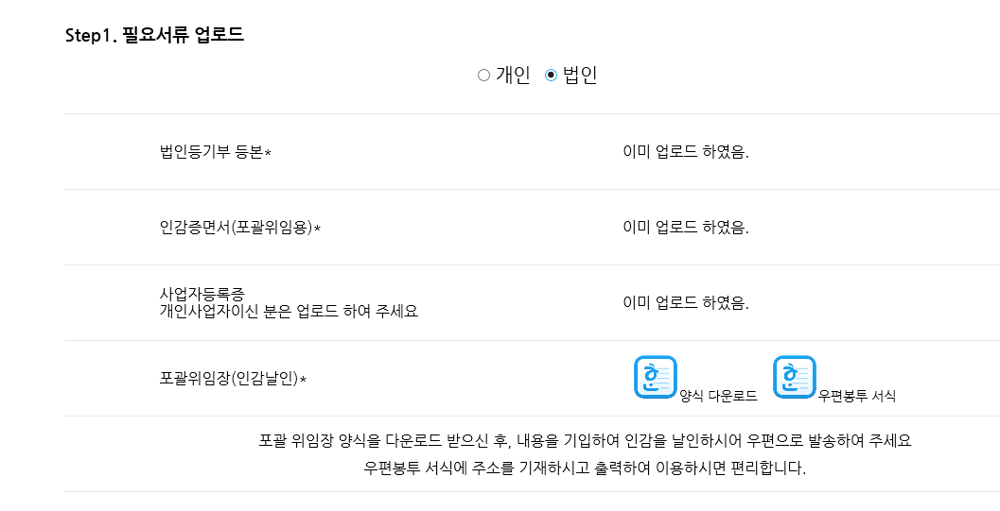 Step1. 필요서류 업로드
개인 법인
법인등기부 등본* 이미 업로드 하였음.
인감증면서(포괄위임용)* 이미 업로드 하였음.
사업자등록증
개인사업자이신 분은 업로드 하여 주세요 이미 업로드 하였음.
포괄위임장(인감날인)* 양식 다운로드 우편봉투 서식
포괄 위임장 양식을 다운로드 받으신 후, 내용을 기입하여 인감을 날인하시어 우편으로 발송하여 주세요
우편봉투 서식에 주소를 기재하시고 출력하여 이용하시면 편리합니다.